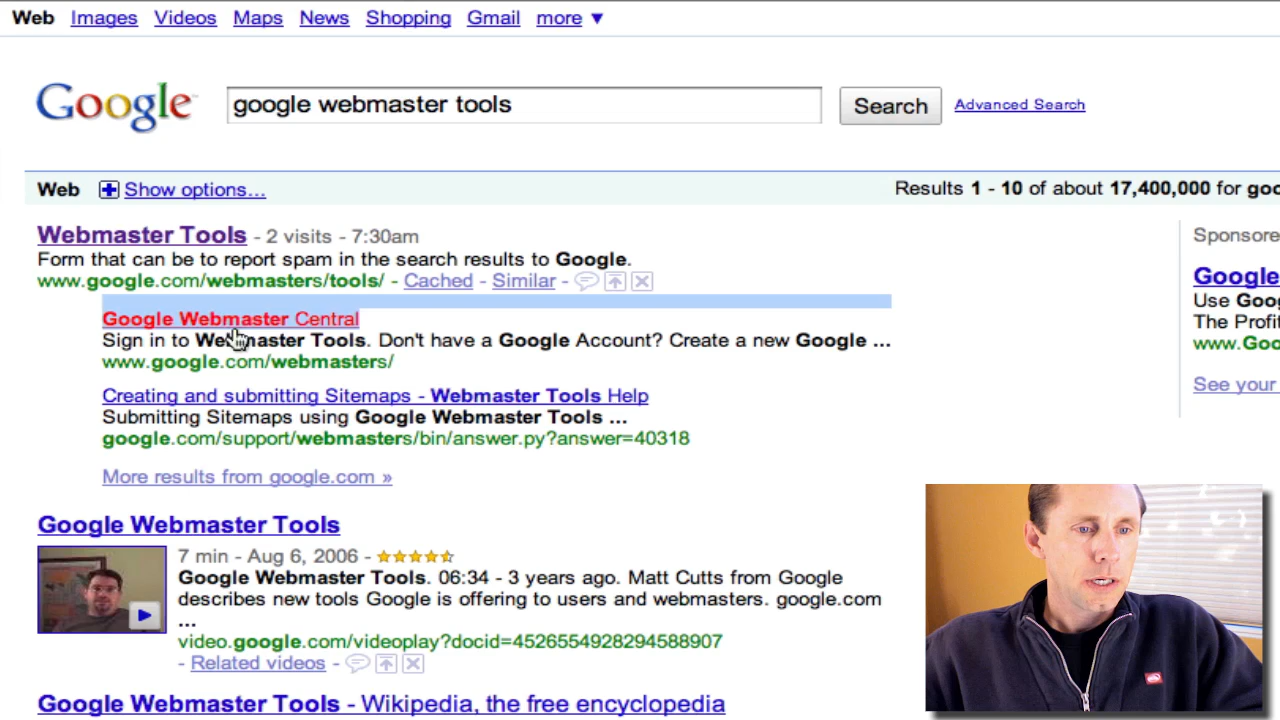 Web Images Videos Maps News Shopping Gmail more ▼
Google™ google webmaster tools Search Advanced Search
Web Show options... Results 1 - 10 of about 17,400,000 for goo
Webmaster Tools - 2 visits - 7:30am
Form that can be to report spam in the search results to Google.
www.google.com/webmasters/tools/ - Cached - Similar -
Google Webmaster Central
Sign in to Webmaster Tools. Don't have a Google Account? Create a new Google ...
www.google.com/webmasters/
Creating and submitting Sitemaps - Webmaster Tools Help
Submitting Sitemaps using Google Webmaster Tools ...
google.com/support/webmasters/bin/answer.py?answer=40318
More results from google.com »
Google Webmaster Tools
7 min - Aug 6, 2006 -
Google Webmaster Tools. 06:34 - 3 years ago. Matt Cutts from Google
describes new tools Google is offering to users and webmasters. google.com
...
video.google.com/videoplay?docid=4526554928294588907
- Related videos -
Google Webmaster Tools - Wikipedia, the free encyclopedia
Sponsore
Google
Use Goo
The Profi
www.Goo
See your